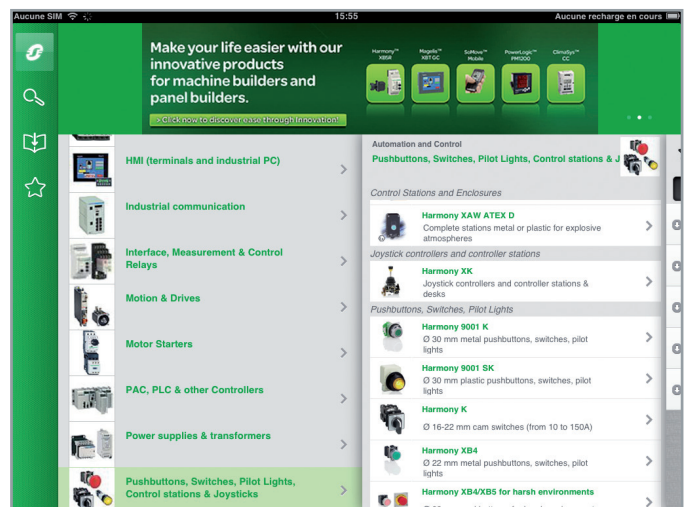 Aucune SIM
15:55
Aucune recharge en cours
Make your life easier with our
innovative products
for machine builders and
panel builders.
>Click now to discover ease through Innovation!
Harmony™
XB5R
Magelis™
XBT GC
SoMove™
Mobile
PowerLogic™
PM1200
ClimaSys™
CC
HMI (terminals and industrial PC)
Industrial communication
Interface, Measurement & Control
Relays
Motion & Drives
Motor Starters
PAC, PLC & other Controllers
Power supplies & transformers
Pushbuttons, Switches, Pilot Lights,
Control stations & Joysticks
Automation and Control
Pushbuttons, Switches, Pilot Lights, Control stations & J
Control Stations and Enclosures
Harmony XAW ATEX D
Complete stations metal or plastic for explosive
atmospheres
Joystick controllers and controller stations
Harmony XK
Joystick controllers and controller stations &
desks
Pushbuttons, Switches, Pilot Lights
Harmony 9001 K
Ø 30 mm metal pushbuttons, switches, pilot
lights
Harmony 9001 SK
Ø 30 mm plastic pushbuttons, switches, pilot
lights
Harmony K
Ø 16-22 mm cam switches (from 10 to 150A)
Harmony XB4
Ø 22 mm metal pushbuttons, switches, pilot
lights
Harmony XB4/XB5 for harsh environments